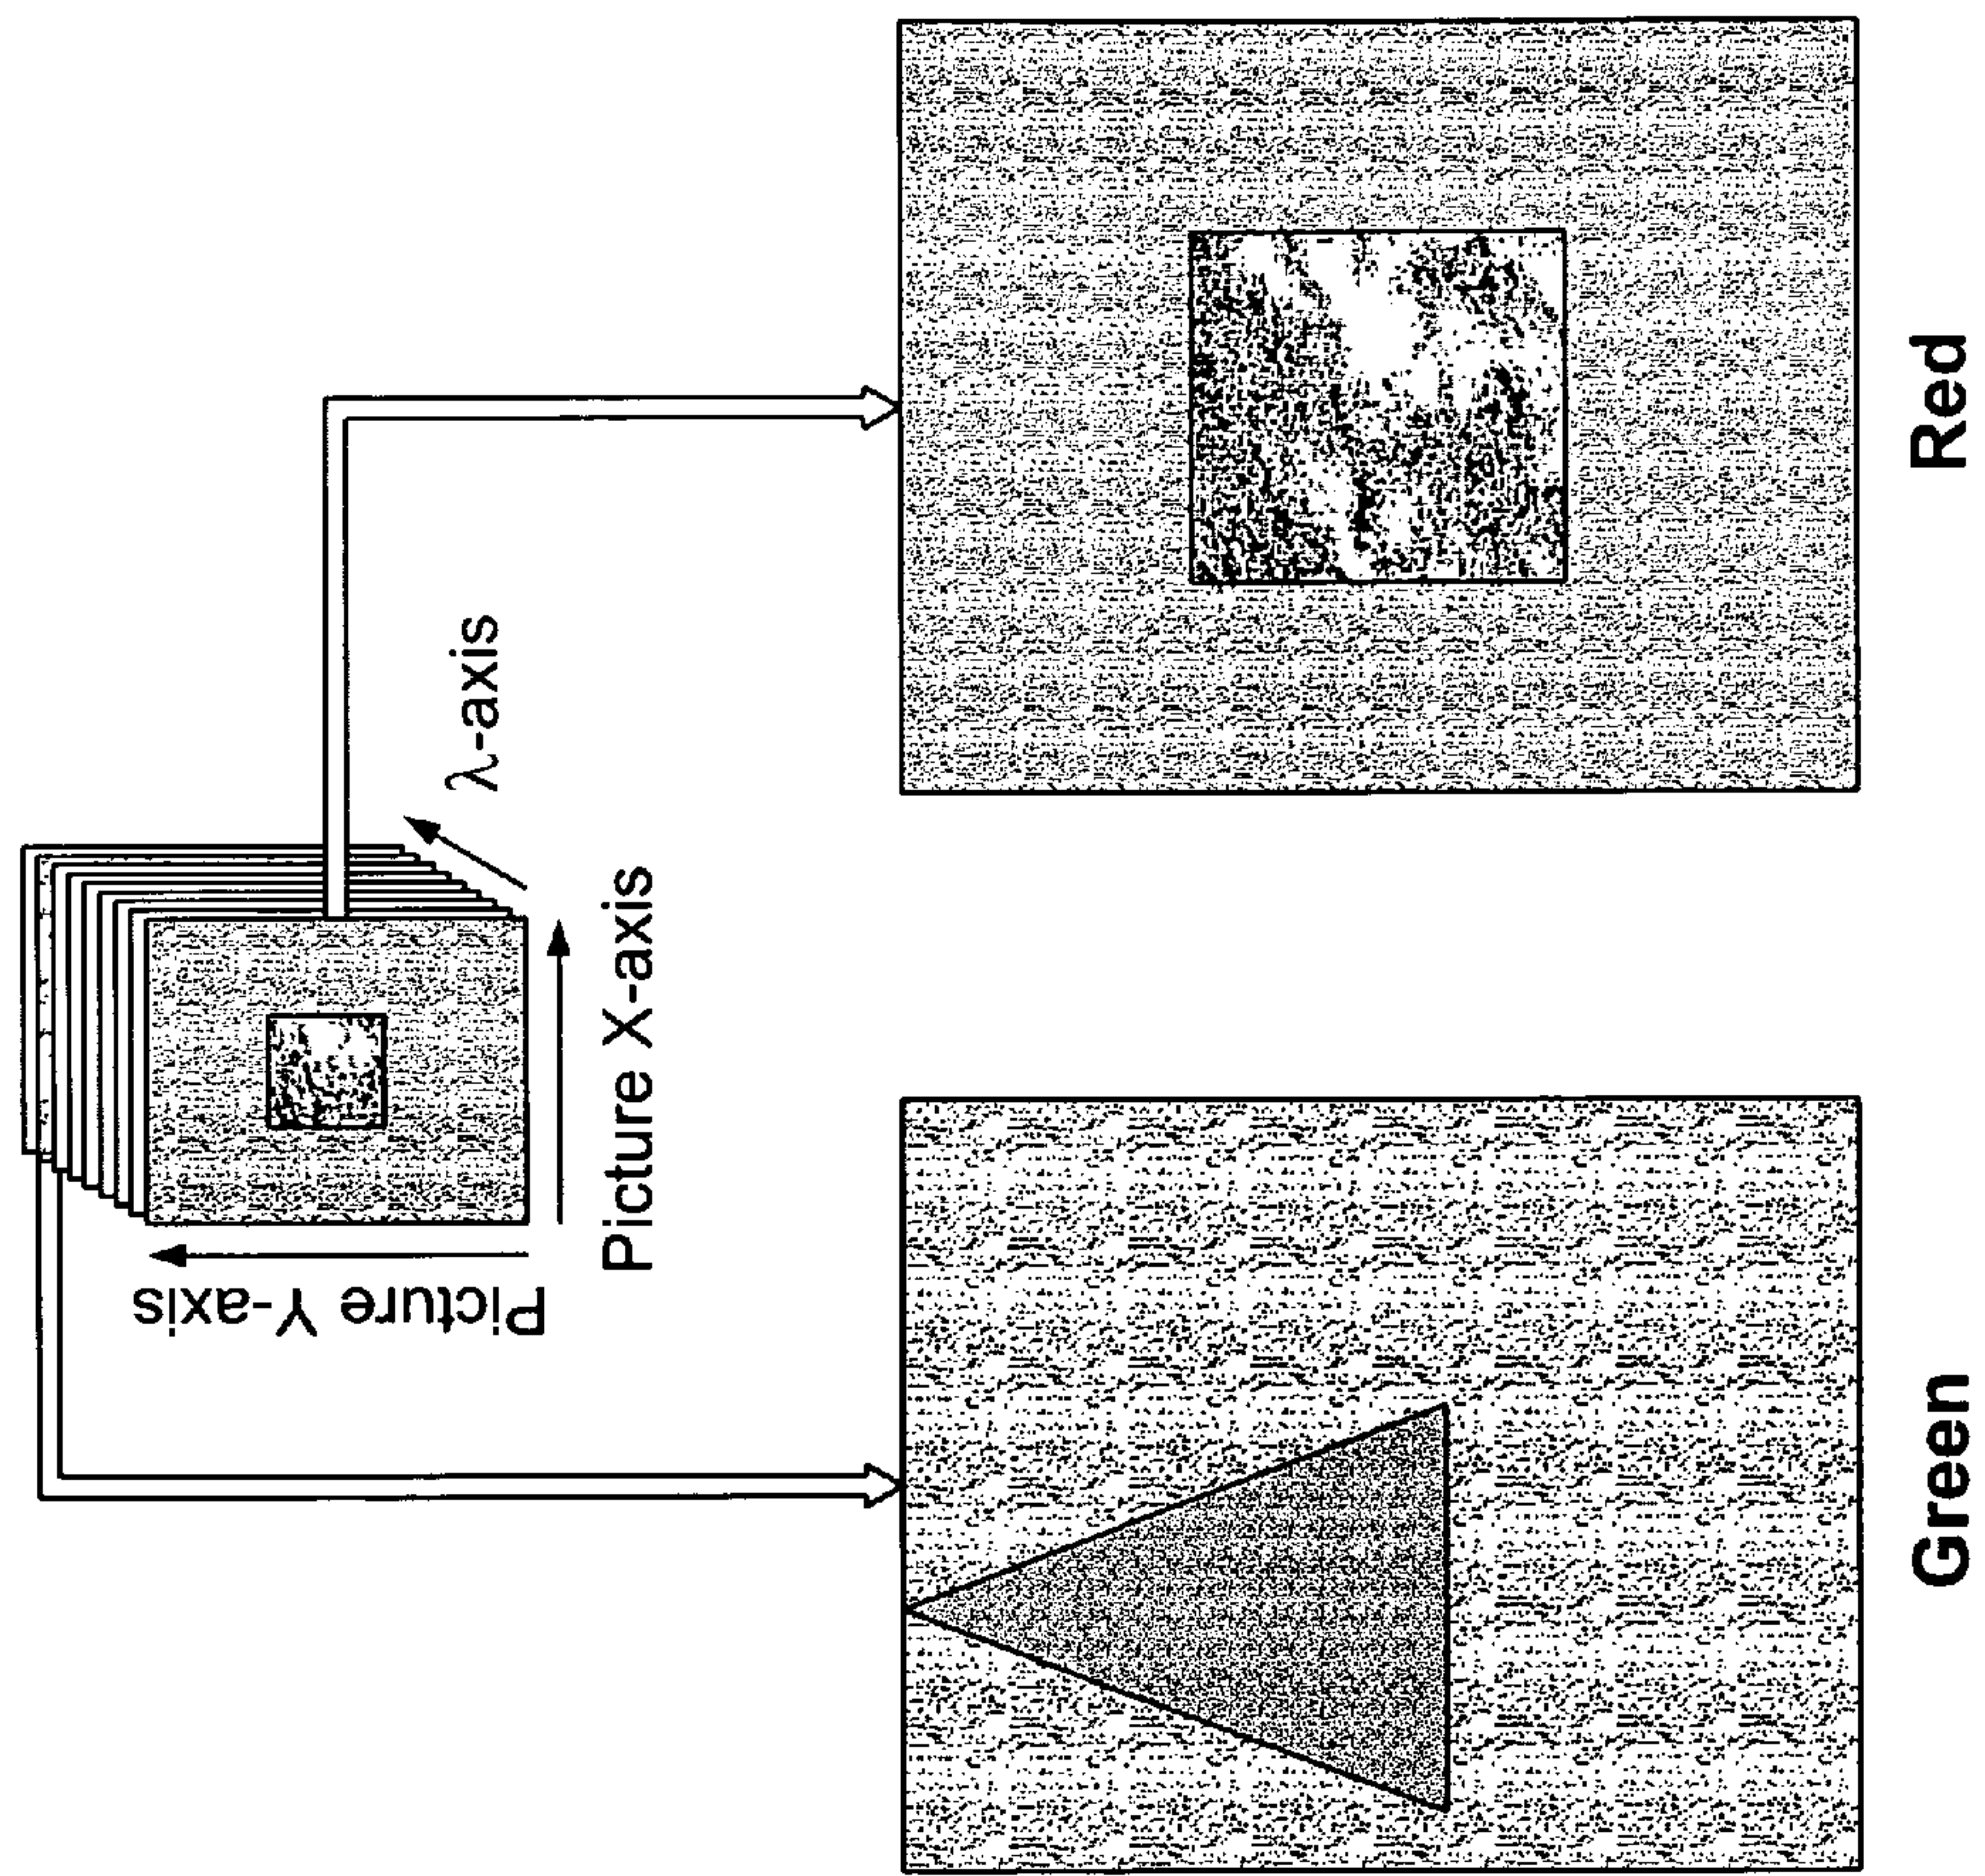 λ-axis
Picture Y-axis
Picture X-axis
Green
Red